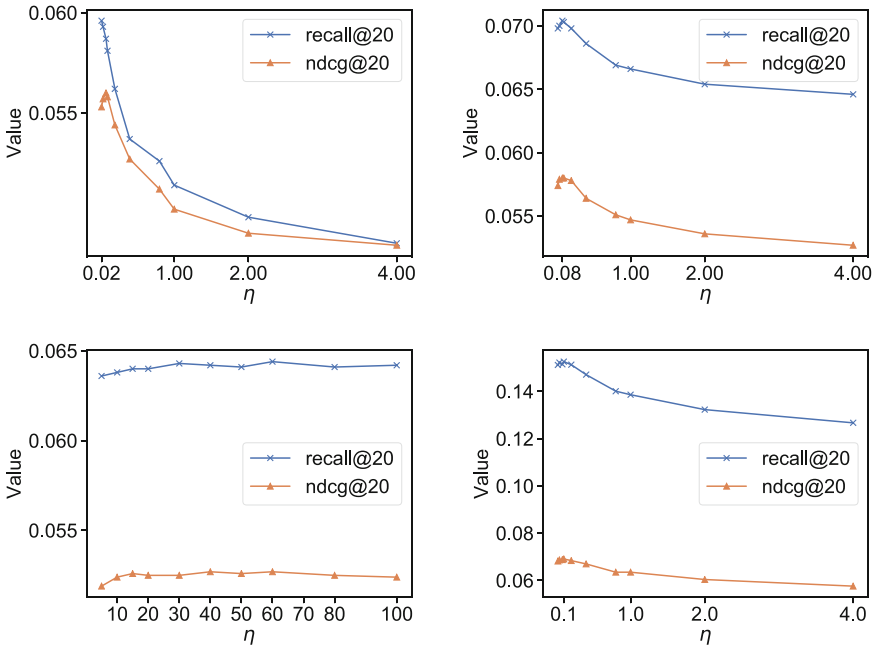 0.060
0.055
Value
recall@20
ndcg@20
0.02 1.00 2.00 4.00
η
0.070
0.065
0.060
0.055
Value
recall@20
ndcg@20
0.08 1.00 2.00 4.00
η
0.065
0.060
0.055
Value
recall@20
ndcg@20
10 20 30 40 50 60 70 80 100
η
0.14
0.12
0.10
0.08
0.06
Value
recall@20
ndcg@20
0.1 1.0 2.0 4.0
η